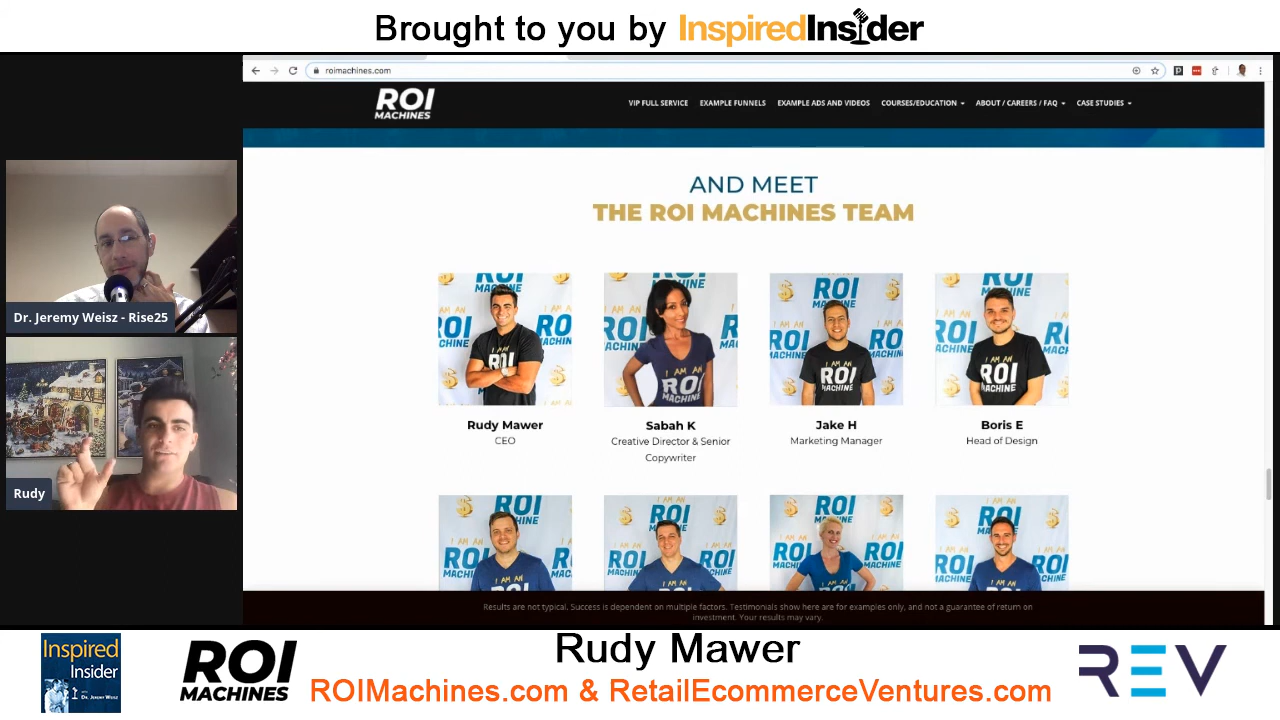 Brought to you by InspiredInsider
roimachines.com
ROI
MACHINES
VIP FULL SERVICE EXAMPLE FUNNELS EXAMPLE ADS AND VIDEOS COURSES/EDUCATION ABOUT / CAREERS / FAQ CASE STUDIES
AND MEET
THE ROI MACHINES TEAM
Rudy Mawer
CEO
Sabah K
Creative Director & Senior
Copywriter
Jake H
Marketing Manager
Boris E
Head of Design
Results are not typical. Success is dependent on multiple factors. Testimonials show here are for examples only, and not a guarantee of return on
investment. Your results may vary.
Dr. Jeremy Weisz - Rise25
Rudy
Inspired
Insider
WITH
Dr. Jeremy Weisz
ROI
MACHINES
Rudy Mawer
ROIMachines.com & RetailEcommerceVentures.com
REV